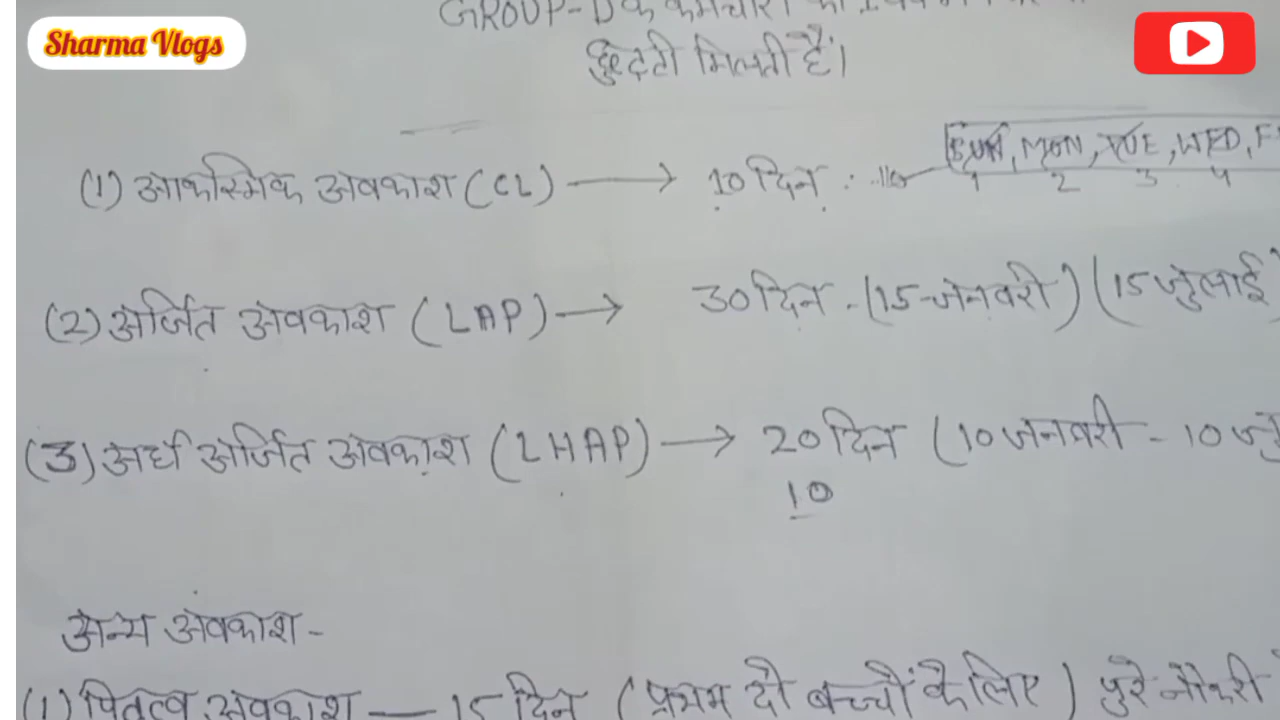 Sharma Vlogs
GROUP-D के कर्मचारी को
छुट्टी मिलती हैं।
SUN, MON, TUE, WED, F
1 2 3 4
(1) आकस्मिक अवकाश (CL) → 10 दिन :
(2) अर्जित अवकाश (LAP) → 30 दिन - (15-जनवरी) (15 जुलाई)
(3) अर्ध अर्जित अवकाश (LHAP) → 20 दिन (10 जनवरी - 10 जु
10
अन्य अवकाश -
(1) पितृत्व अवकाश — 15 दिन (प्रथम दो बच्चों के लिए) पुरे नौकरी